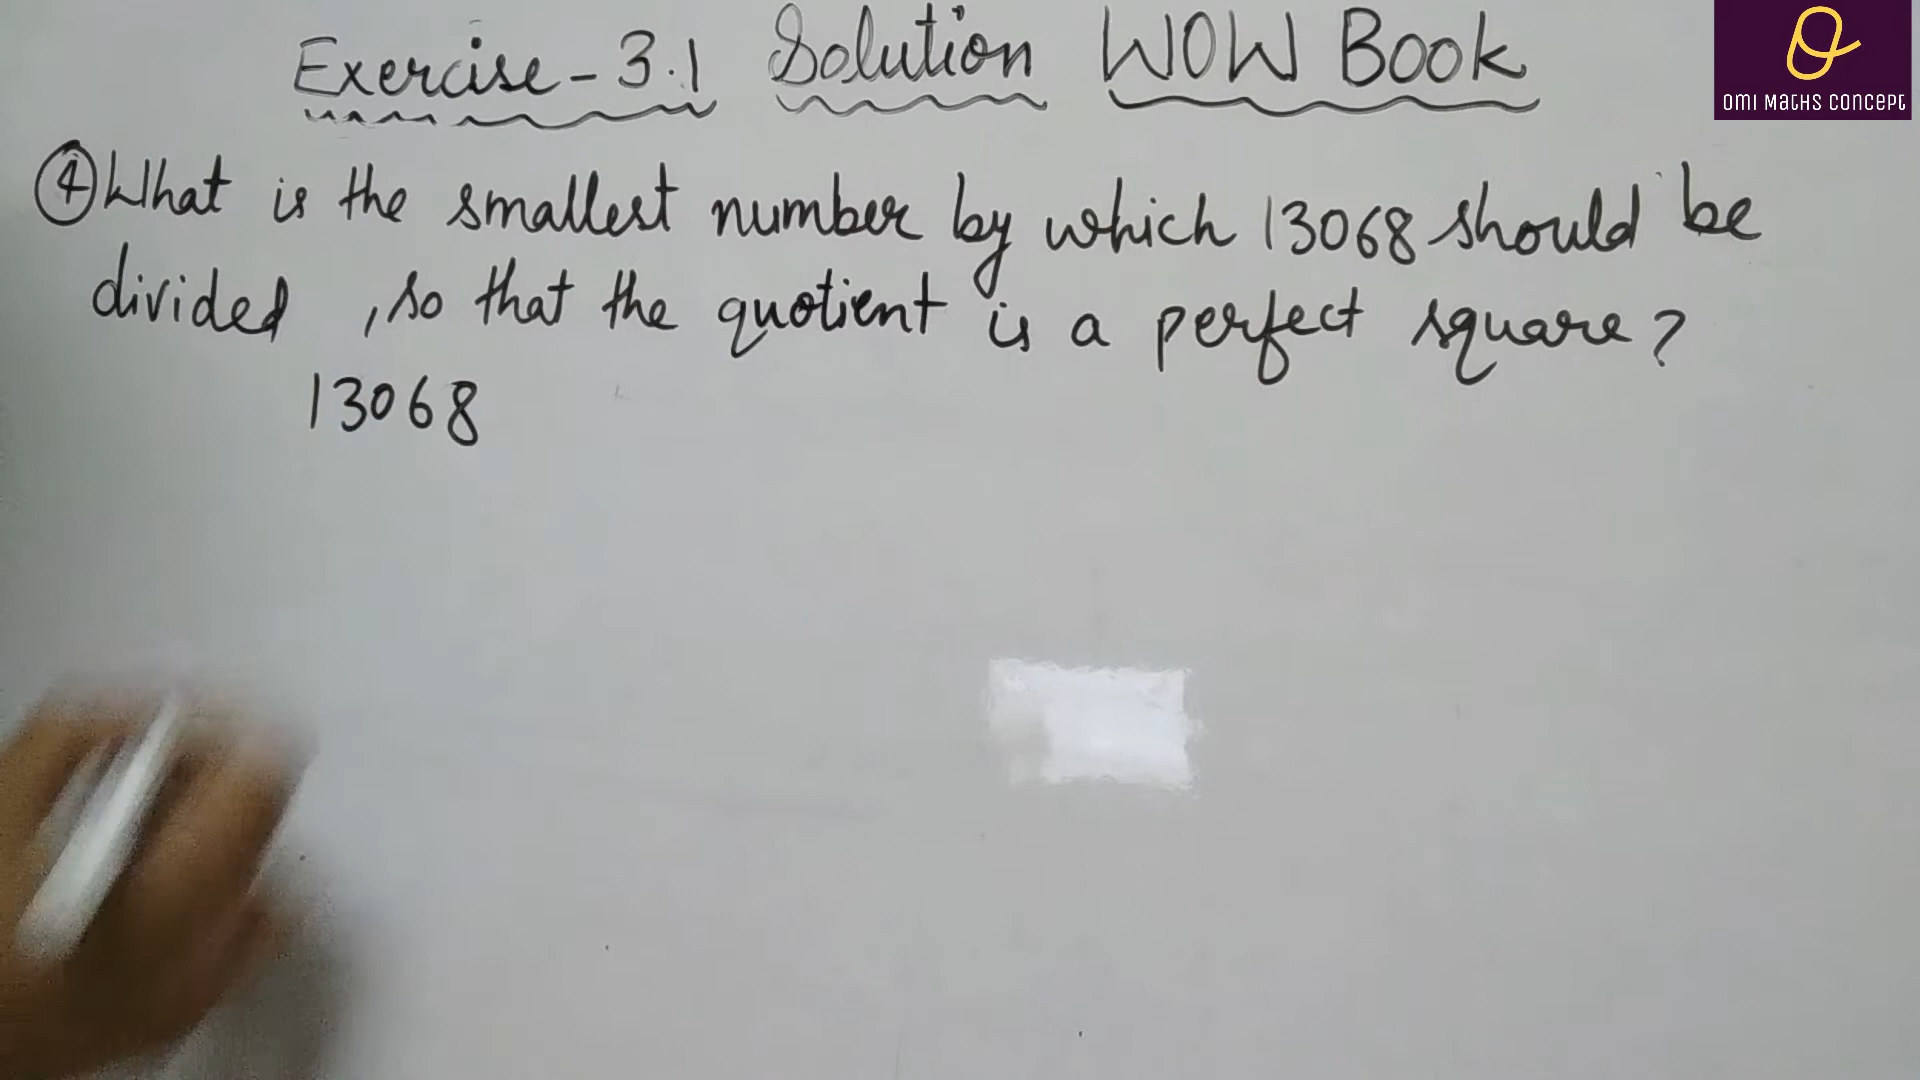 Exercise-3.1 Solution WOW Book
OMI MATHS CONCEPT
④ What is the smallest number by which 13068 should be
divided, so that the quotient is a perfect square?
13068